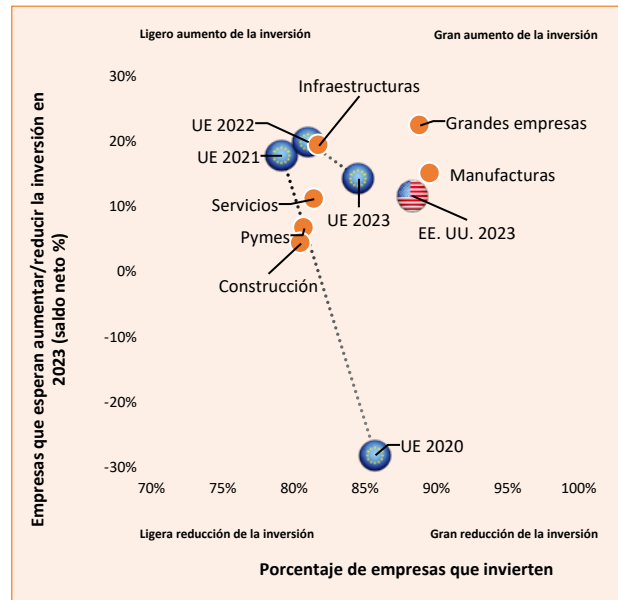 Ligero aumento de la inversión
Gran aumento de la inversión
Empresas que esperan aumentar/reducir la inversión en
2023 (saldo neto %)
30%
20%
10%
0%
-10%
-20%
-30%
Infraestructuras
UE 2022
Grandes empresas
UE 2021
Manufacturas
Servicios
UE 2023
EE. UU. 2023
Pymes
Construcción
UE 2020
70%
80%
85%
90%
95%
100%
Ligera reducción de la inversión
Gran reducción de la inversión
Porcentaje de empresas que invierten